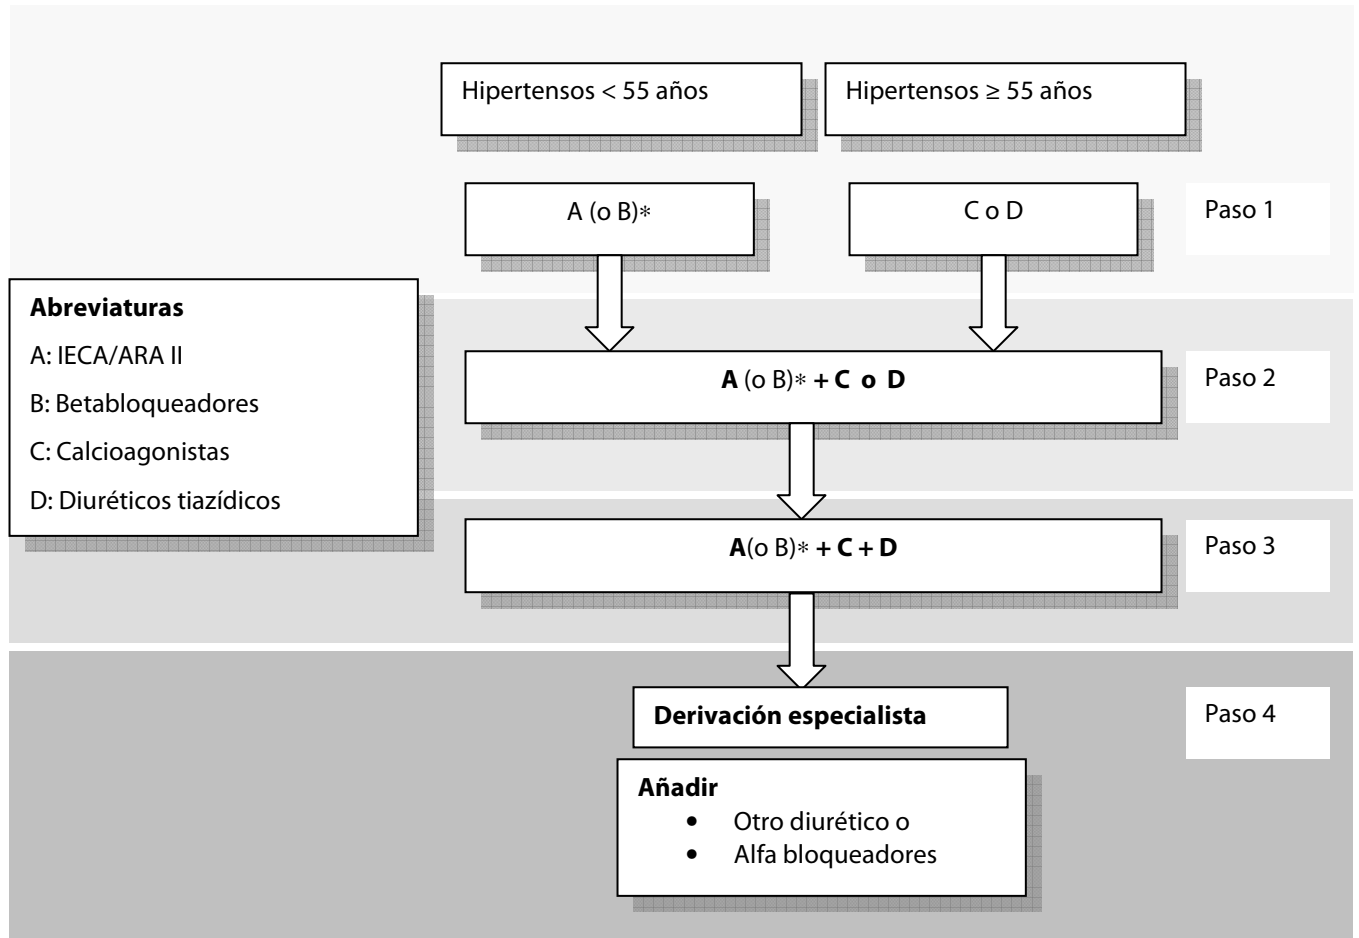 Hipertensos < 55 años
Hipertensos ≥ 55 años
A (o B)*
C o D
Paso 1
Abreviaturas
A: IECA/ARA II
B: Betabloqueadores
C: Calcioagonistas
D: Diuréticos tiazídicos
A (o B)* + C o D
Paso 2
A(o B)* + C + D
Paso 3
Derivación especialista
Paso 4
Añadir
• Otro diurético o
• Alfa bloqueadores